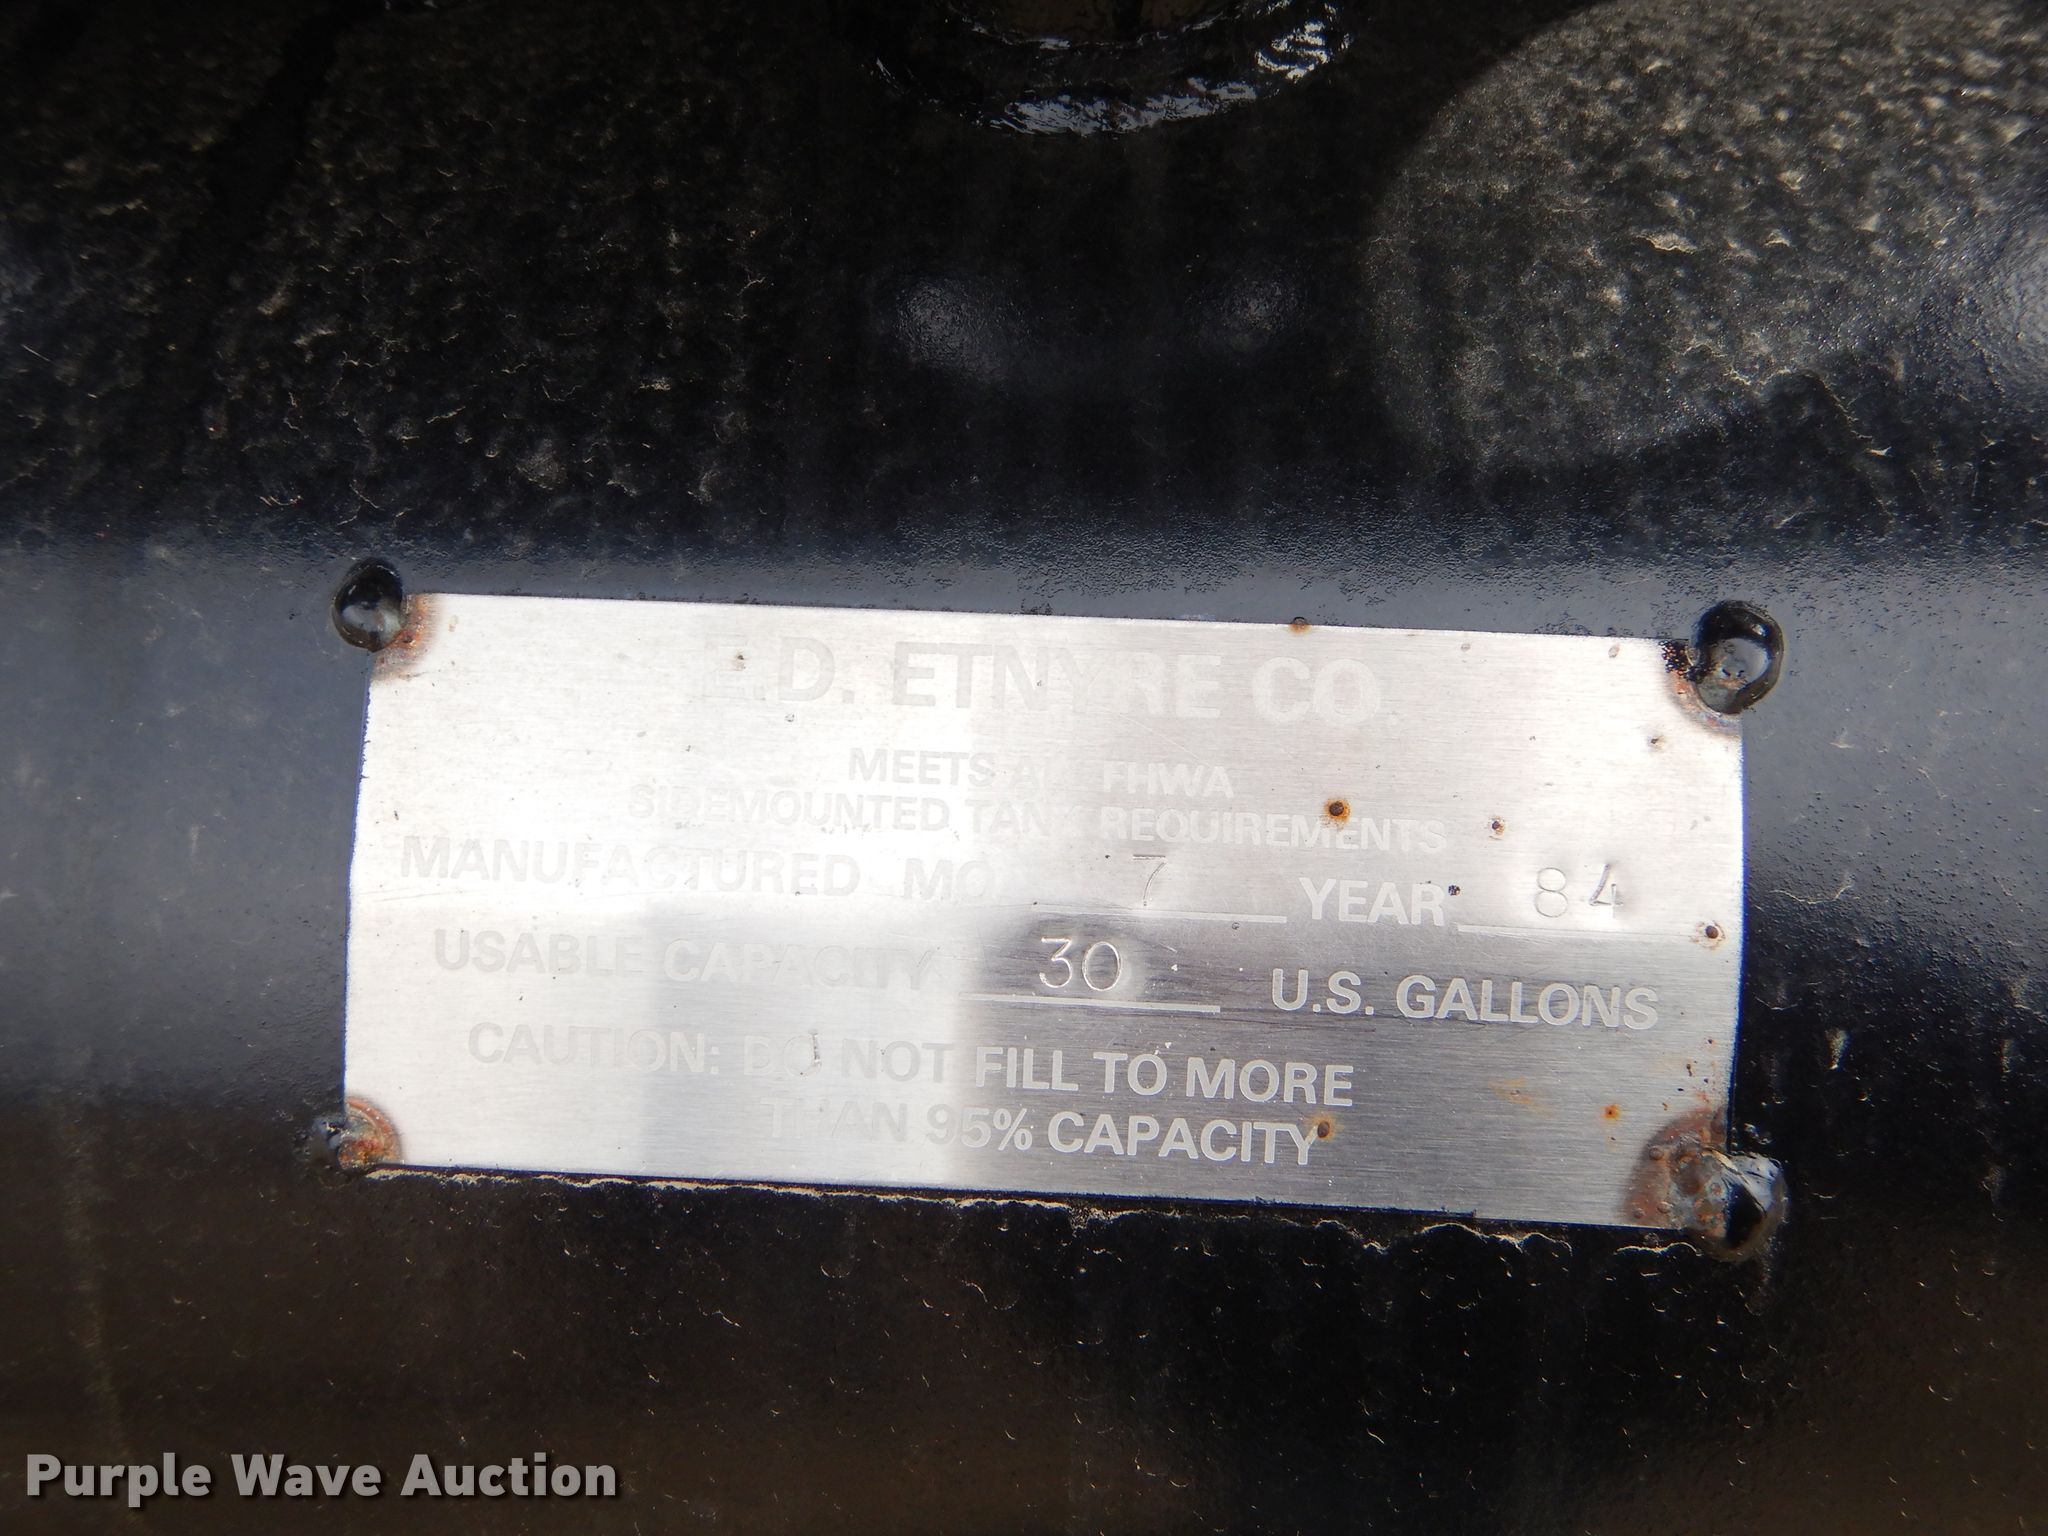 E.D. ETNYRE CO.
MEETS ALL FHWA
SIDEMOUNTED TANK REQUIREMENTS
MANUFACTURED MO. 7 YEAR 84
USABLE CAPACITY 30 U.S. GALLONS
CAUTION: DO NOT FILL TO MORE
THAN 95% CAPACITY
Purple Wave Auction